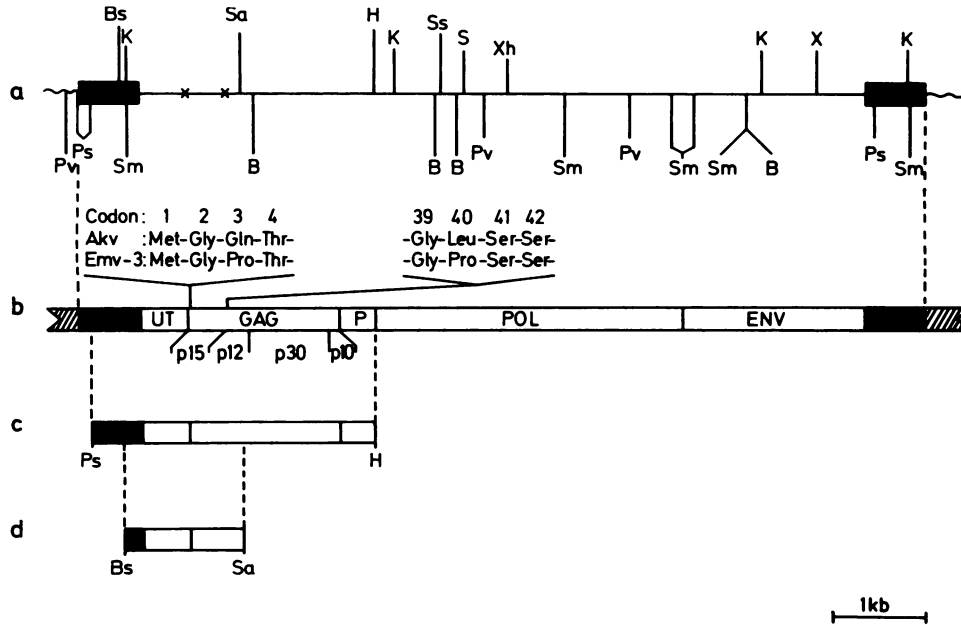 Bs K Sa H K Ss S Xh K X K
a
Pv Ps Sm B B B Pv Sm Pv Sm Sm B Ps Sm
Codon: 1 2 3 4 39 40 41 42
Akv :Met-Gly-Gln-Thr- -Gly-Leu-Ser-Ser-
Emv-3:Met-Gly-Pro-Thr- -Gly-Pro-Ser-Ser-
b
UT GAG P POL ENV
p15 p12 p30 p10
c
Ps H
d
Bs Sa
1kb